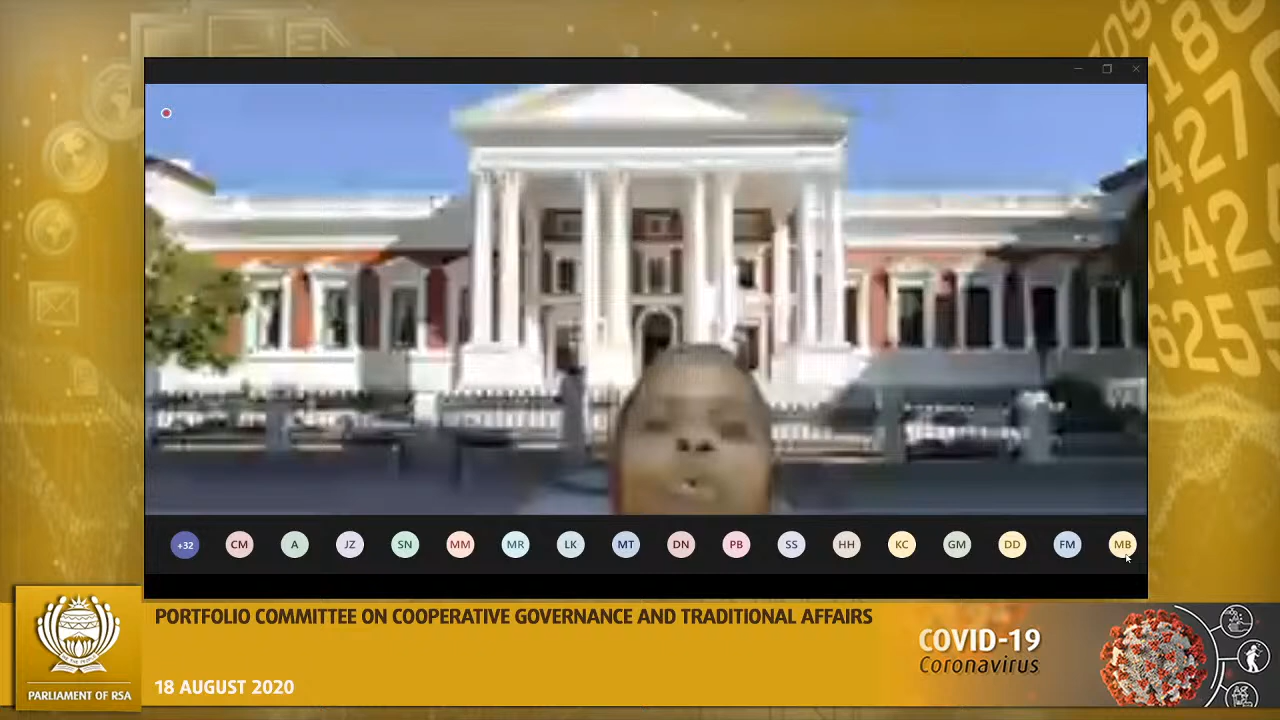 +32 CM A JZ SN MM MR LK MT DN PB SS HH KC GM DD FM MB
PORTFOLIO COMMITTEE ON COOPERATIVE GOVERNANCE AND TRADITIONAL AFFAIRS
18 AUGUST 2020
PARLIAMENT OF RSA
COVID-19
Coronavirus